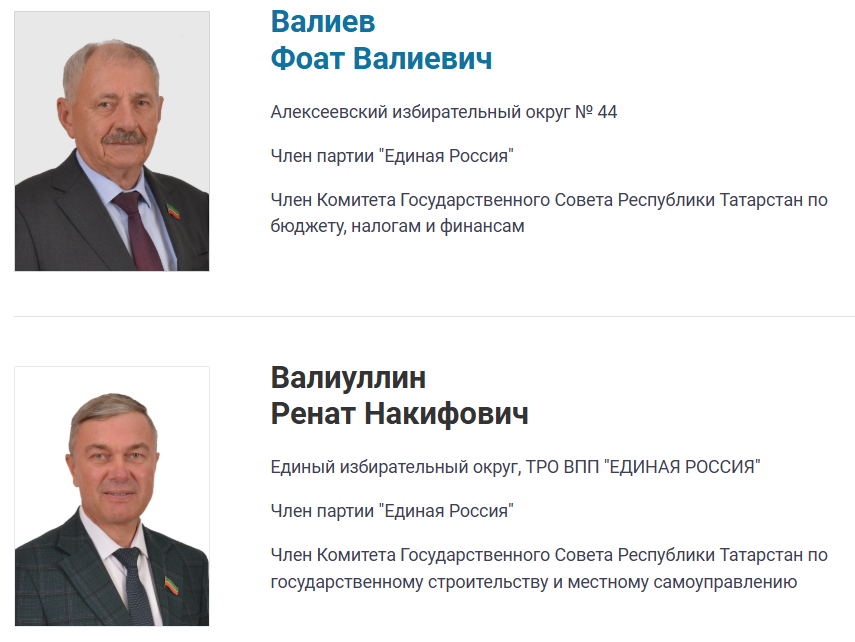 Валиев
Фоат Валиевич
Алексеевский избирательный округ № 44
Член партии "Единая Россия"
Член Комитета Государственного Совета Республики Татарстан по
бюджету, налогам и финансам
Валиуллин
Ренат Накифович
Единый избирательный округ, ТРО ВПП "ЕДИНАЯ РОССИЯ"
Член партии "Единая Россия"
Член Комитета Государственного Совета Республики Татарстан по
государственному строительству и местному самоуправлению